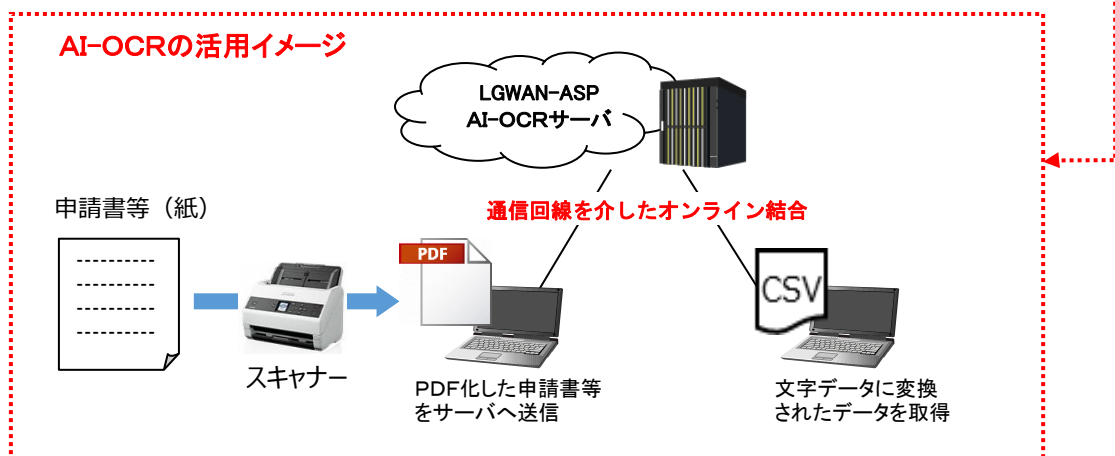 AI-OCRの活用イメージ
LGWAN-ASP
AI-OCRサーバ
申請書等（紙）
通信回線を介したオンライン結合
PDF
CSV
スキャナー
PDF化した申請書等
をサーバへ送信
文字データに変換
されたデータを取得